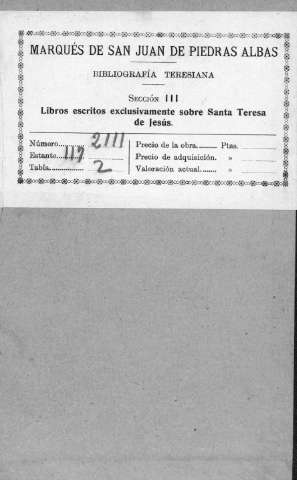 MARQUÉS DE SAN JUAN DE PIEDRAS ALBAS
BIBLIOGRAFÍA TERESIANA
SECCIÓN III
Libros escritos exclusivamente sobre Santa Teresa
de Jesús.
Número........ 2111
Estante.... 119
Tabla............... 2
Precio de la obra....... Ptas.
Precio de adquisición. »
Valoración actual....... »